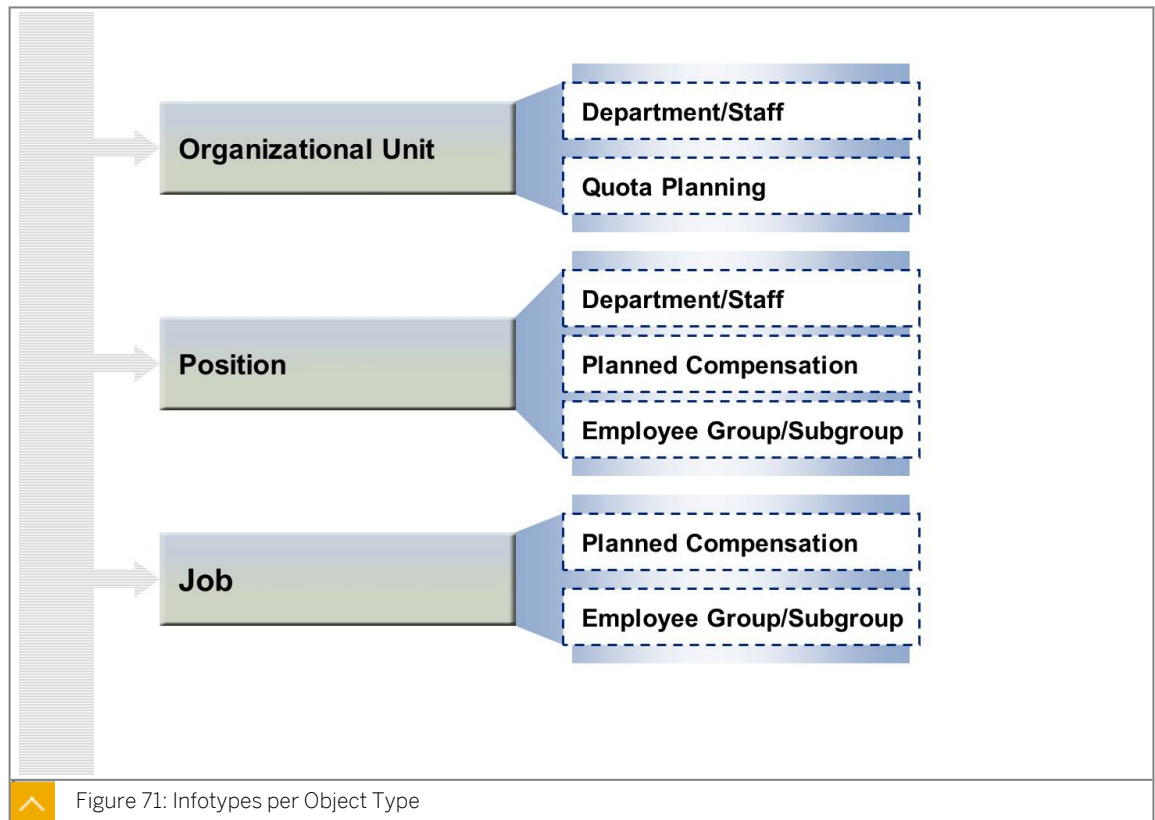 Organizational Unit
Department/Staff
Quota Planning
Position
Department/Staff
Planned Compensation
Employee Group/Subgroup
Job
Planned Compensation
Employee Group/Subgroup
Figure 71: Infotypes per Object Type